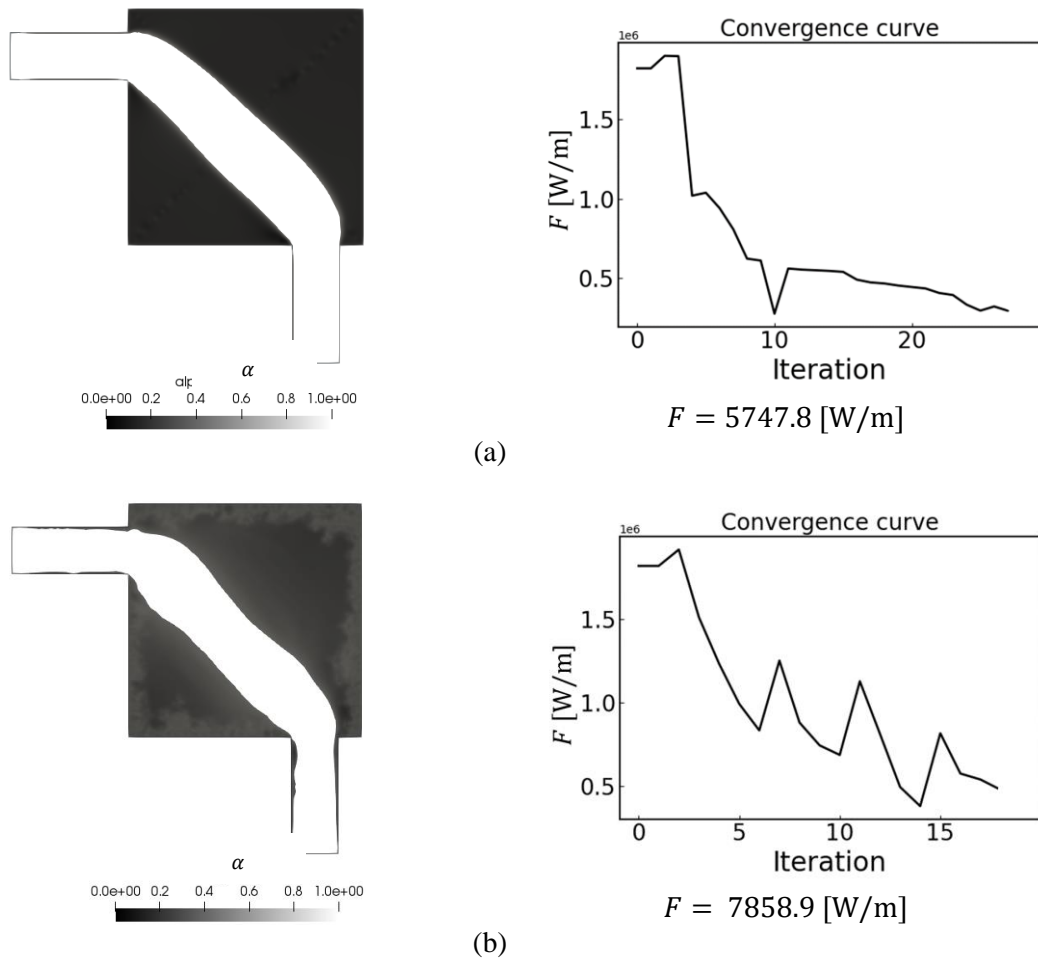 Convergence curve
1e6
F [W/m]
1.5
1.0
0.5
0 10 20
Iteration
α
alp
0.0e+00 0.2 0.4 0.6 0.8 1.0e+00
F = 5747.8 [W/m]
(a)
Convergence curve
1e6
F [W/m]
1.5
1.0
0.5
0 5 10 15
Iteration
α
0.0e+00 0.2 0.4 0.6 0.8 1.0e+00
F = 7858.9 [W/m]
(b)